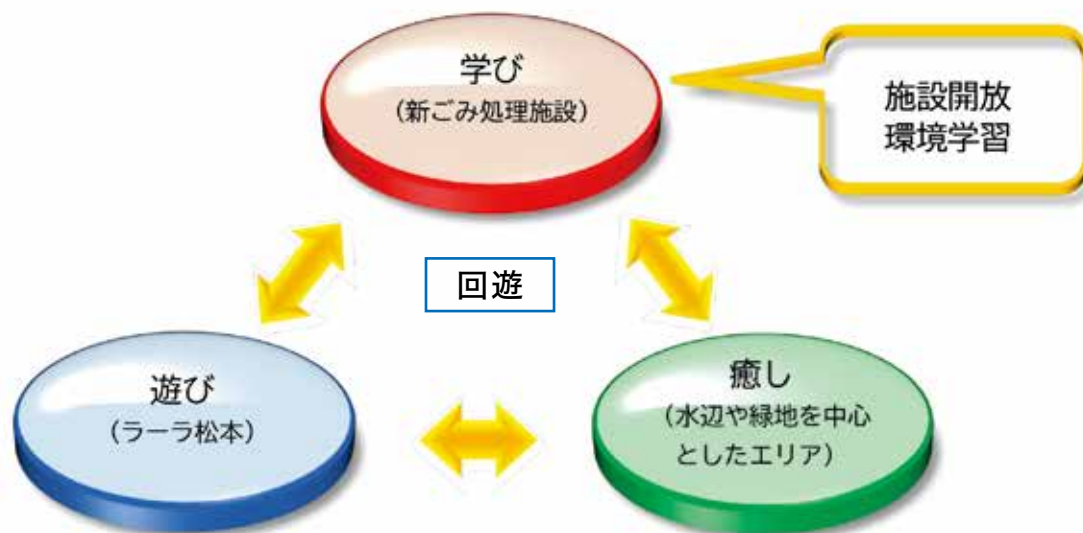 学び
（新ごみ処理施設）
施設開放
環境学習
回遊
遊び
（ラーラ松本）
癒し
（水辺や緑地を中心
としたエリア）